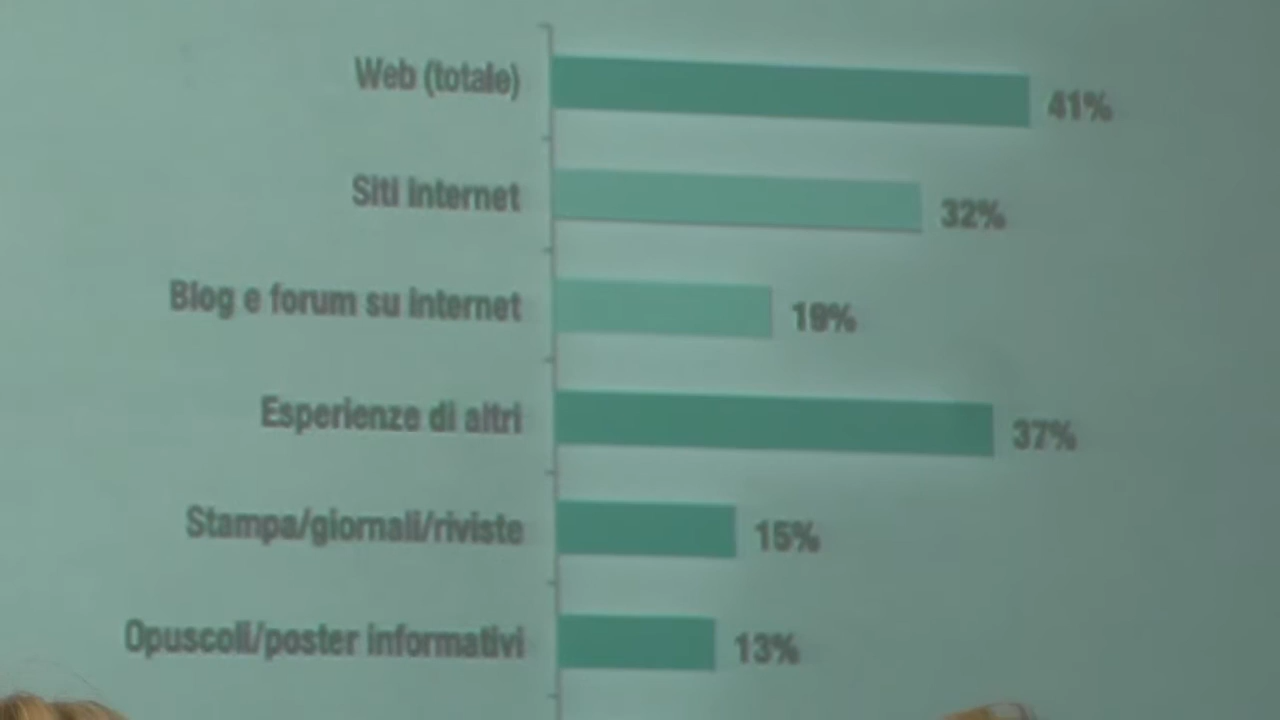 Web (totale) 41%
Siti internet 32%
Blog e forum su internet 19%
Esperienze di altri 37%
Stampa/giornali/riviste 15%
Opuscoli/poster informativi 13%